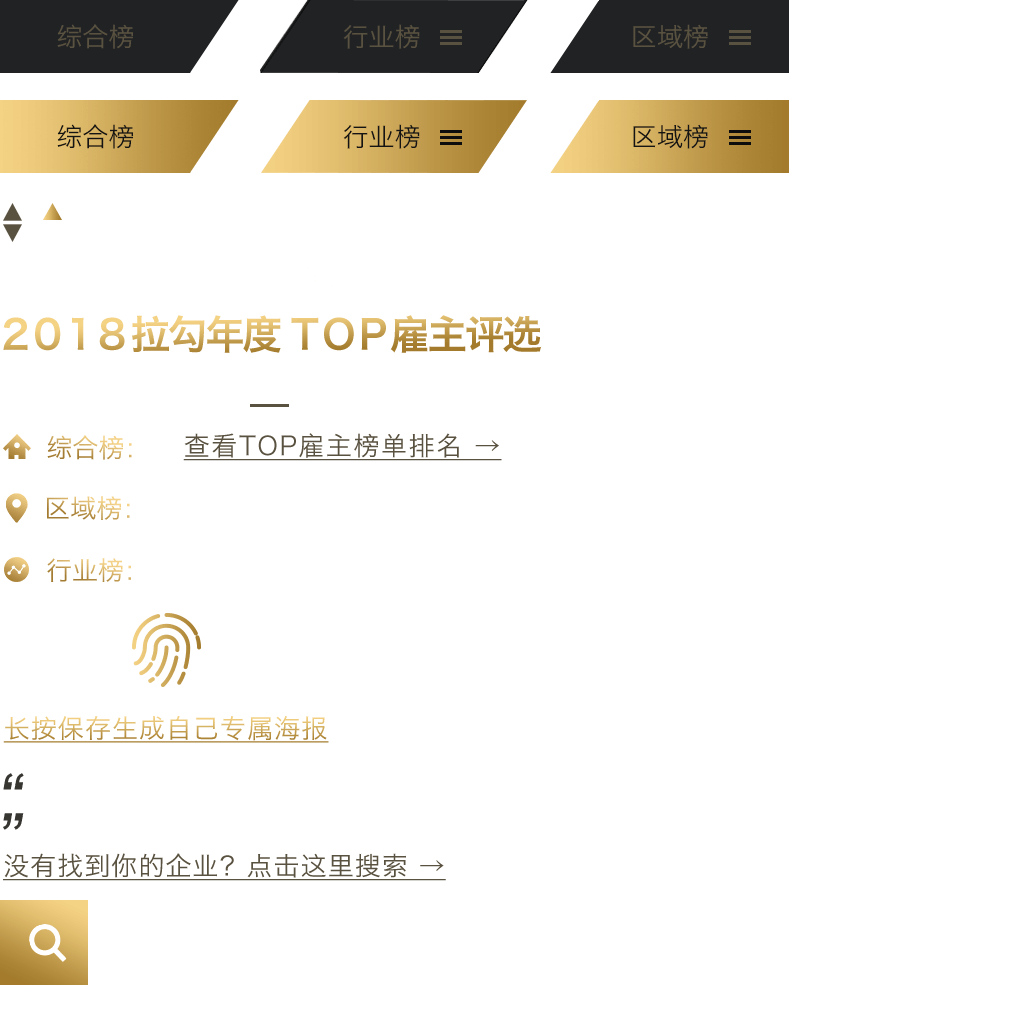 综合榜 行业榜 区域榜
综合榜 行业榜 区域榜
2018拉勾年度 TOP雇主评选
综合榜： 查看TOP雇主榜单排名 →
区域榜：
行业榜：
长按保存生成自己专属海报
“
”
没有找到你的企业？点击这里搜索 →